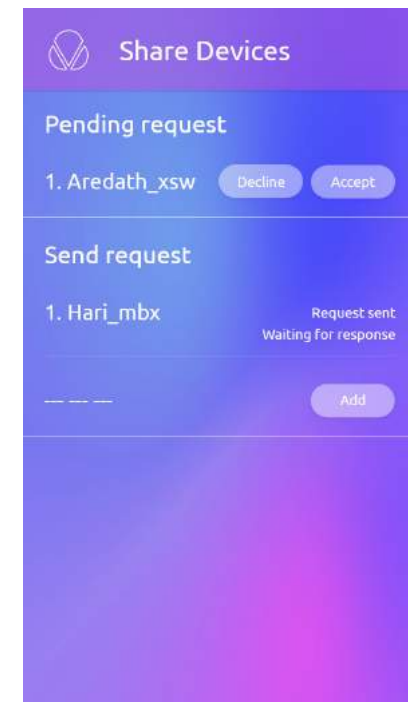 Share Devices
Pending request
1. Aredath_xsw Decline Accept
Send request
1. Hari_mbx Request sent
Waiting for response
--- --- --- Add